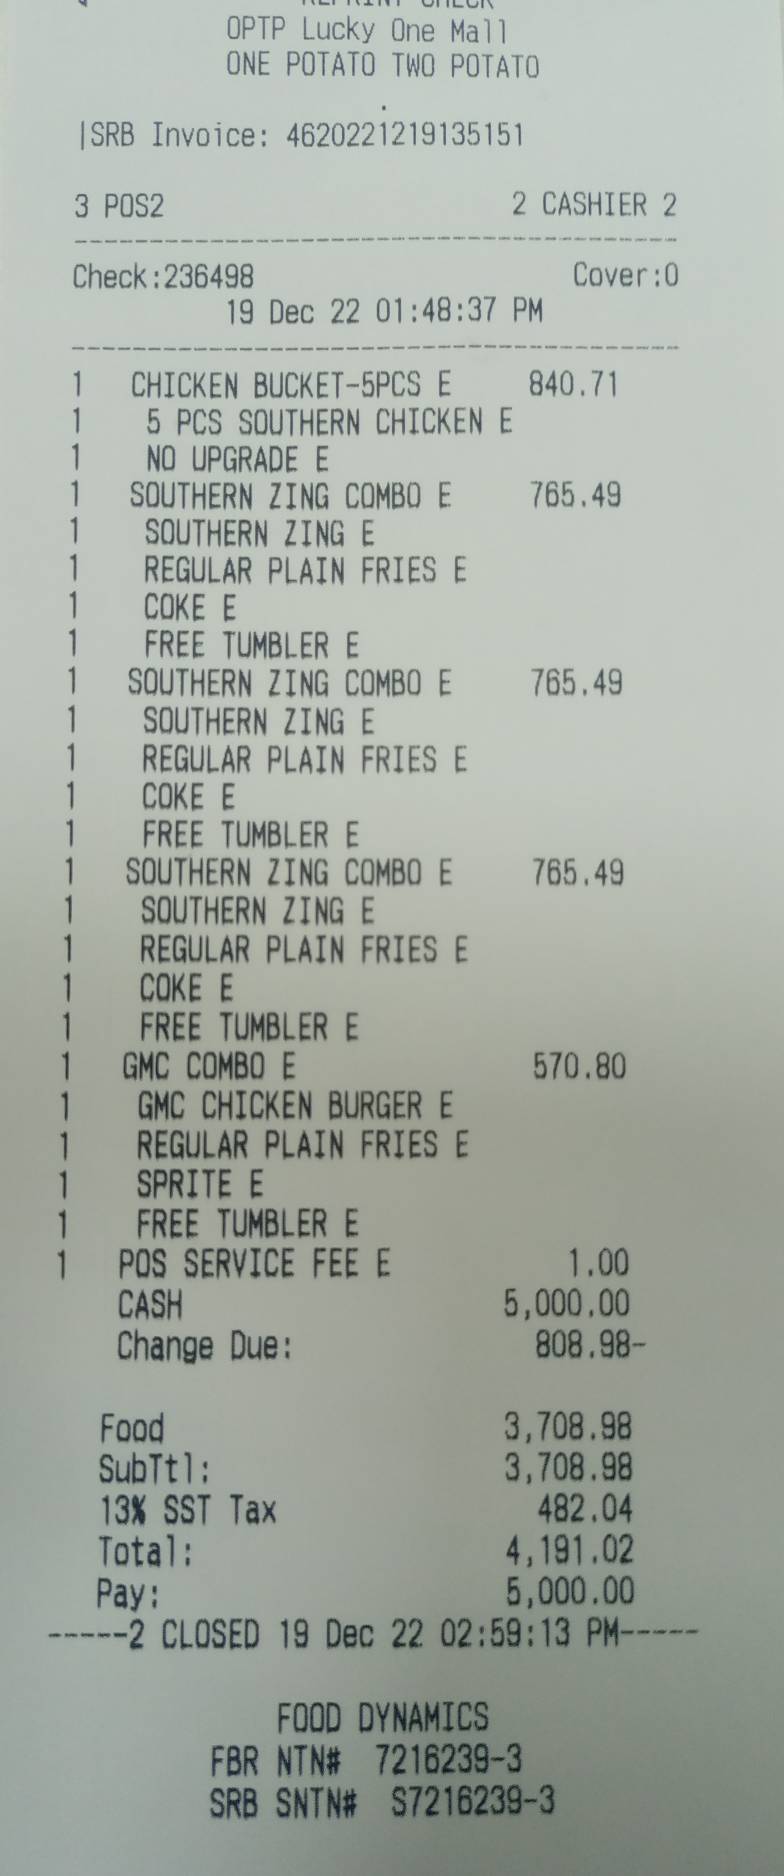 REPRINT CHECK
OPTP Lucky One Mall
ONE POTATO TWO POTATO
|SRB Invoice: 4620221219135151
3 POS2 2 CASHIER 2
Check:236498 Cover:0
19 Dec 22 01:48:37 PM
1 CHICKEN BUCKET-5PCS E 840.71
1 5 PCS SOUTHERN CHICKEN E
1 NO UPGRADE E
1 SOUTHERN ZING COMBO E 765.49
1 SOUTHERN ZING E
1 REGULAR PLAIN FRIES E
1 COKE E
1 FREE TUMBLER E
1 SOUTHERN ZING COMBO E 765.49
1 SOUTHERN ZING E
1 REGULAR PLAIN FRIES E
1 COKE E
1 FREE TUMBLER E
1 SOUTHERN ZING COMBO E 765.49
1 SOUTHERN ZING E
1 REGULAR PLAIN FRIES E
1 COKE E
1 FREE TUMBLER E
1 GMC COMBO E 570.80
1 GMC CHICKEN BURGER E
1 REGULAR PLAIN FRIES E
1 SPRITE E
1 FREE TUMBLER E
1 POS SERVICE FEE E 1.00
CASH 5,000.00
Change Due: 808.98-
Food 3,708.98
SubTtl: 3,708.98
13% SST Tax 482.04
Total: 4,191.02
Pay: 5,000.00
-----2 CLOSED 19 Dec 22 02:59:13 PM-----
FOOD DYNAMICS
FBR NTN# 7216239-3
SRB SNTN# S7216239-3